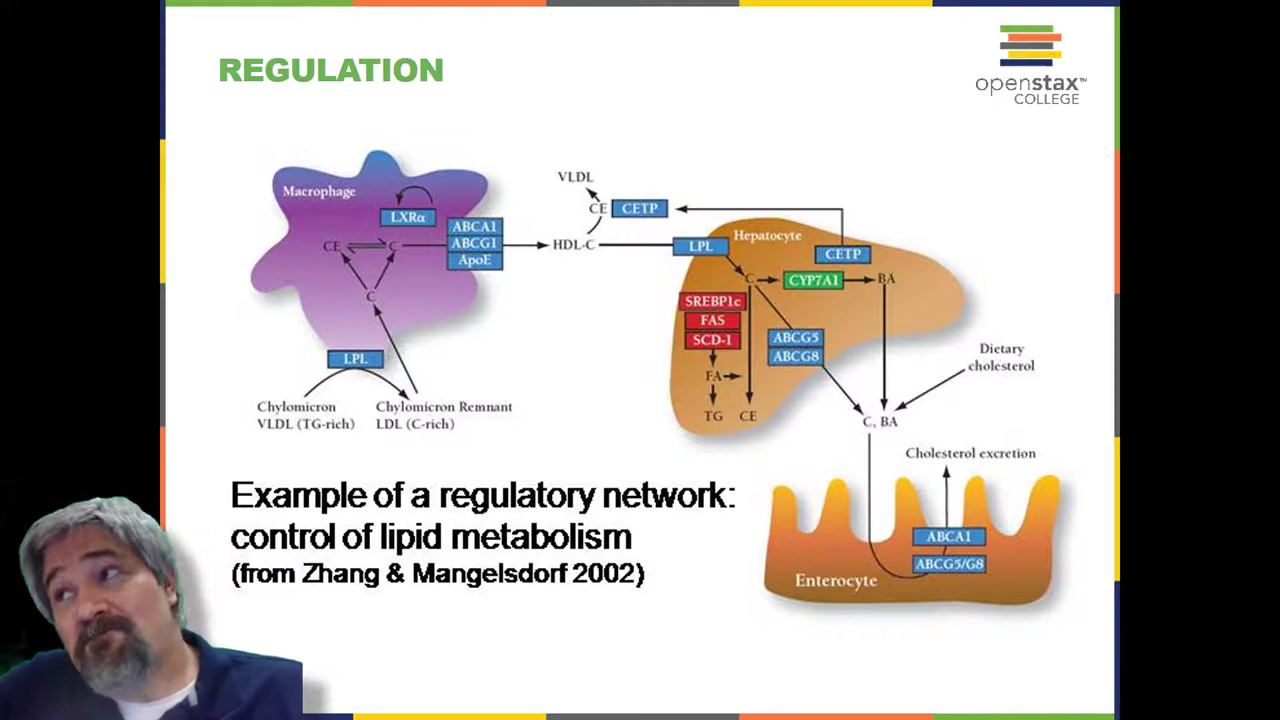 REGULATION
openstax™
COLLEGE
Macrophage
LXRα
CE
C
ABCA1
ABCG1
ApoE
C
LPL
Chylomicron
VLDL (TG-rich)
Chylomicron Remnant
LDL (C-rich)
VLDL
CE
CETP
HDL-C
LPL
Hepatocyte
CETP
C
CYP7A1
BA
SREBP1c
FAS
SCD-1
ABCG5
ABCG8
FA
TG
CE
Dietary
cholesterol
C, BA
Cholesterol excretion
ABCA1
ABCG5/G8
Enterocyte
Example of a regulatory network:
control of lipid metabolism
(from Zhang & Mangelsdorf 2002)